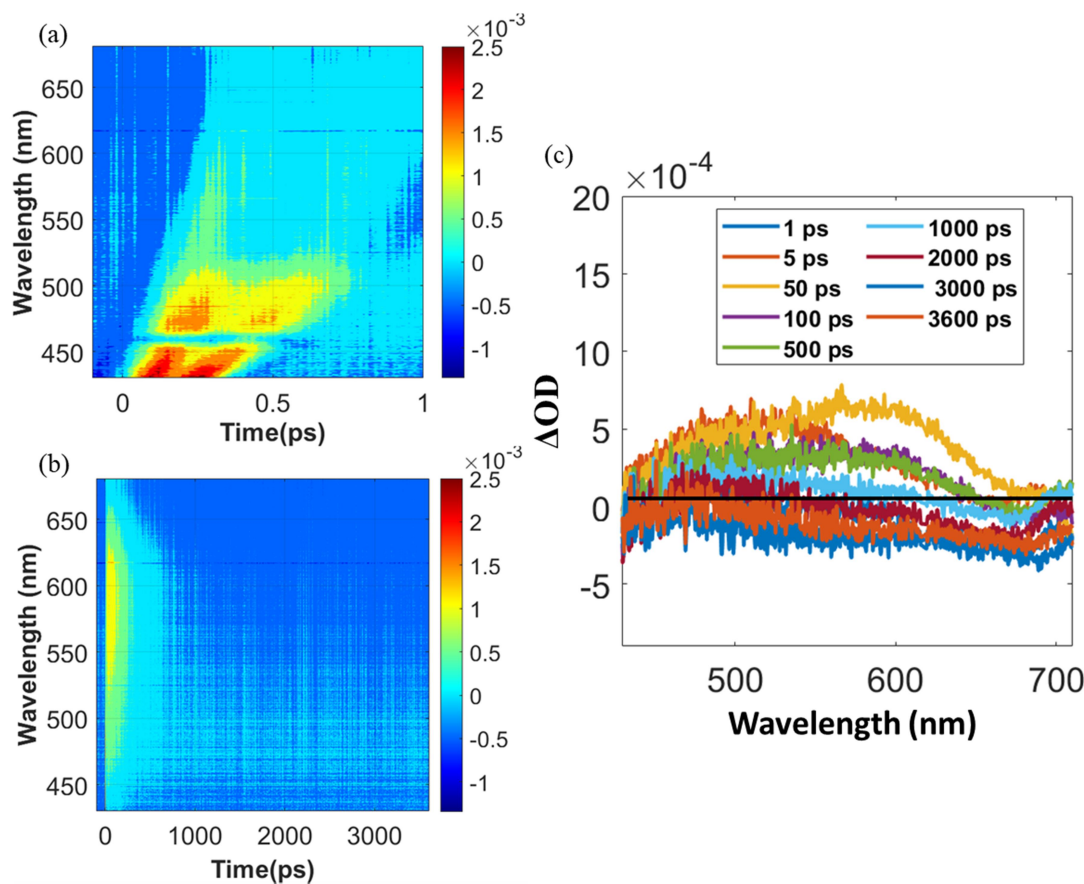 (a)
×10⁻³
2.5
2
1.5
1
0.5
0
-0.5
-1
650
600
550
500
450
Wavelength (nm)
0
0.5
1
Time(ps)
(b)
×10⁻³
2.5
2
1.5
1
0.5
0
-0.5
-1
650
600
550
500
450
Wavelength (nm)
0
1000
2000
3000
Time(ps)
(c)
×10⁻⁴
20
15
10
5
0
-5
ΔOD
1 ps
5 ps
50 ps
100 ps
500 ps
1000 ps
2000 ps
3000 ps
3600 ps
500
600
700
Wavelength (nm)